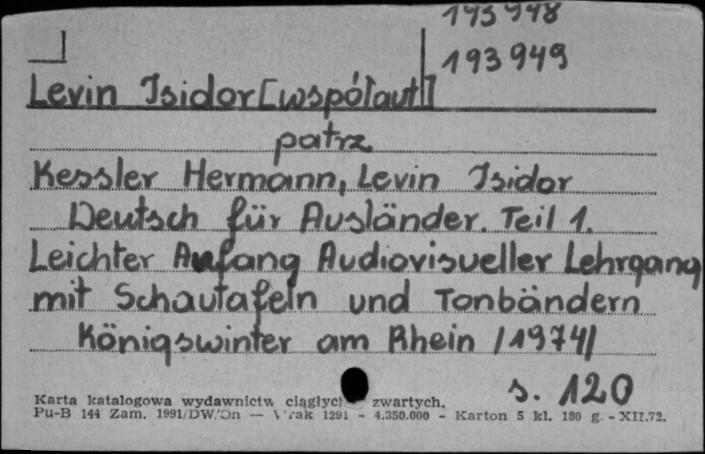 193 948
193 949
Levin Isidor [współaut]
patrz
Kessler Hermann, Levin Isidor
Deutsch für Ausländer. Teil 1.
Leichter Anfang Audiovisueller Lehrgang
mit Schautafeln und Tonbändern
Königswinter am Rhein /1974/
s. 120
Karta katalogowa wydawnictw zwartych.
Pu-B 144 Zam. 1991/DW/ — 1291 - 4.350.000 - Karton 5 kl. 180 g. - XII.72.